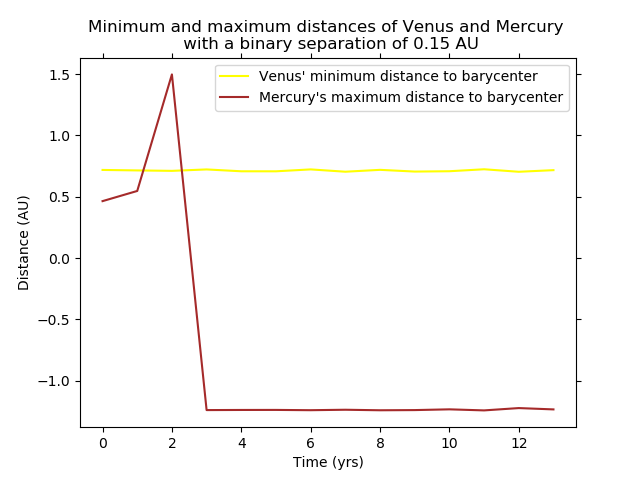 Minimum and maximum distances of Venus and Mercury
with a binary separation of 0.15 AU
Venus' minimum distance to barycenter
Mercury's maximum distance to barycenter
1.5
1.0
0.5
0.0
−0.5
−1.0
Distance (AU)
0 2 4 6 8 10 12
Time (yrs)